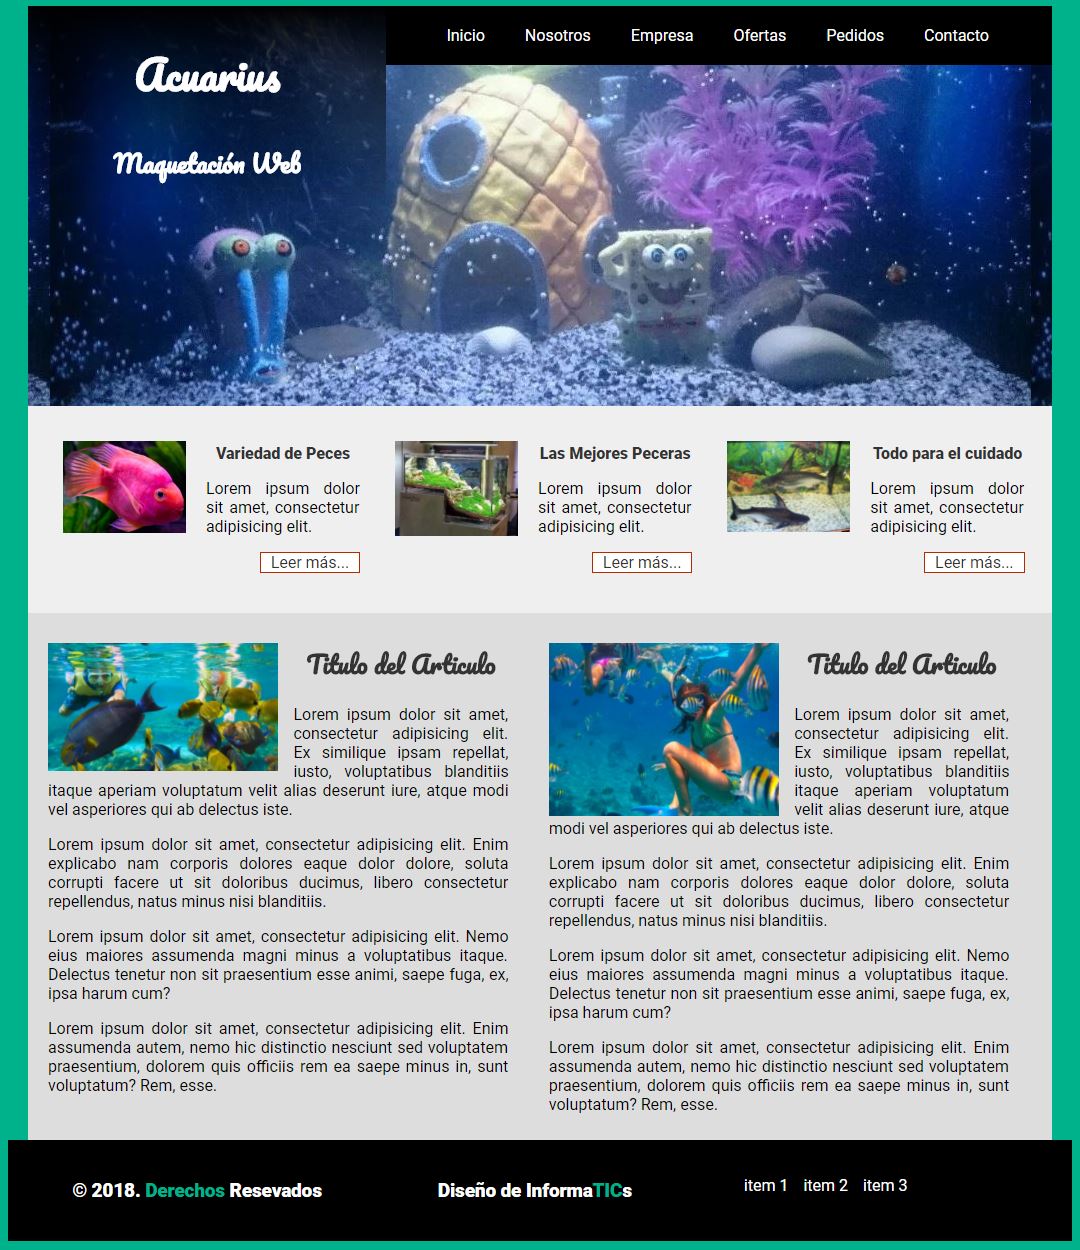 Inicio Nosotros Empresa Ofertas Pedidos Contacto
Acuarius
Maquetación Web
Variedad de Peces
Lorem ipsum dolor
sit amet, consectetur
adipisicing elit.
Leer más...
Las Mejores Peceras
Lorem ipsum dolor
sit amet, consectetur
adipisicing elit.
Leer más...
Todo para el cuidado
Lorem ipsum dolor
sit amet, consectetur
adipisicing elit.
Leer más...
Titulo del Articulo
Lorem ipsum dolor sit amet,
consectetur adipisicing elit.
Ex similique ipsam repellat,
iusto, voluptatibus blanditiis
itaque aperiam voluptatum velit alias deserunt iure, atque modi
vel asperiores qui ab delectus iste.
Lorem ipsum dolor sit amet, consectetur adipisicing elit. Enim
explicabo nam corporis dolores eaque dolor dolore, soluta
corrupti facere ut sit doloribus ducimus, libero consectetur
repellendus, natus minus nisi blanditiis.
Lorem ipsum dolor sit amet, consectetur adipisicing elit. Nemo
eius maiores assumenda magni minus a voluptatibus itaque.
Delectus tenetur non sit praesentium esse animi, saepe fuga, ex,
ipsa harum cum?
Lorem ipsum dolor sit amet, consectetur adipisicing elit. Enim
assumenda autem, nemo hic distinctio nesciunt sed voluptatem
praesentium, dolorem quis officiis rem ea saepe minus in, sunt
voluptatum? Rem, esse.
Titulo del Articulo
Lorem ipsum dolor sit amet,
consectetur adipisicing elit.
Ex similique ipsam repellat,
iusto, voluptatibus blanditiis
itaque aperiam voluptatum
velit alias deserunt iure, atque
modi vel asperiores qui ab delectus iste.
Lorem ipsum dolor sit amet, consectetur adipisicing elit. Enim
explicabo nam corporis dolores eaque dolor dolore, soluta
corrupti facere ut sit doloribus ducimus, libero consectetur
repellendus, natus minus nisi blanditiis.
Lorem ipsum dolor sit amet, consectetur adipisicing elit. Nemo
eius maiores assumenda magni minus a voluptatibus itaque.
Delectus tenetur non sit praesentium esse animi, saepe fuga, ex,
ipsa harum cum?
Lorem ipsum dolor sit amet, consectetur adipisicing elit. Enim
assumenda autem, nemo hic distinctio nesciunt sed voluptatem
praesentium, dolorem quis officiis rem ea saepe minus in, sunt
voluptatum? Rem, esse.
© 2018. Derechos Resevados
Diseño de InformaTICs
item 1 item 2 item 3